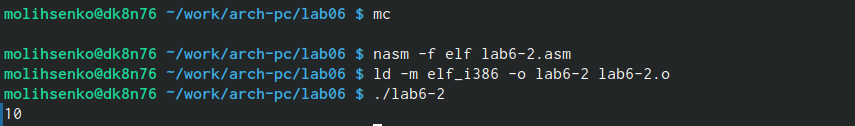 molihsenko@dk8n76 ~/work/arch-pc/lab06 $ mc
molihsenko@dk8n76 ~/work/arch-pc/lab06 $ nasm -f elf lab6-2.asm
molihsenko@dk8n76 ~/work/arch-pc/lab06 $ ld -m elf_i386 -o lab6-2 lab6-2.o
molihsenko@dk8n76 ~/work/arch-pc/lab06 $ ./lab6-2
10